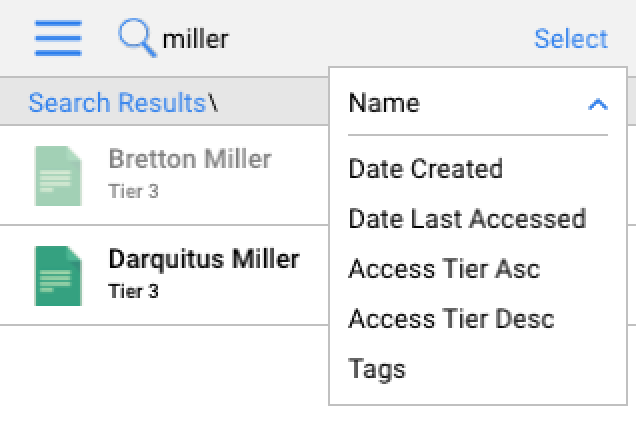 miller
Select
Search Results\
Name
Bretton Miller
Tier 3
Darquitus Miller
Tier 3
Date Created
Date Last Accessed
Access Tier Asc
Access Tier Desc
Tags